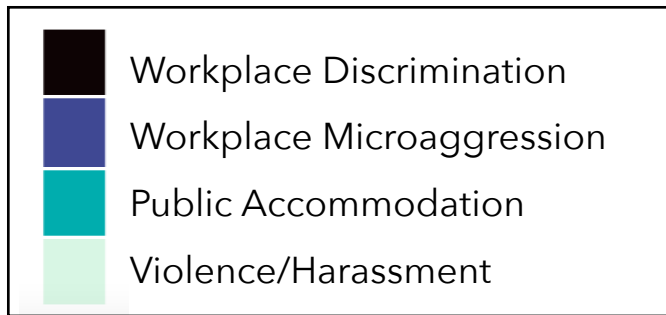 Workplace Discrimination
Workplace Microaggression
Public Accommodation
Violence/Harassment